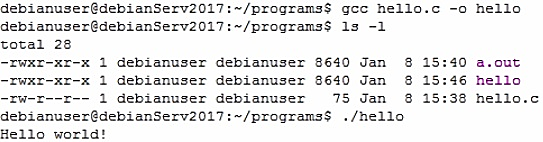 debianuser@debianServ2017:~/programs$ gcc hello.c -o hello
debianuser@debianServ2017:~/programs$ ls -l
total 28
-rwxr-xr-x 1 debianuser debianuser 8640 Jan  8 15:40 a.out
-rwxr-xr-x 1 debianuser debianuser 8640 Jan  8 15:46 hello
-rw-r--r-- 1 debianuser debianuser   75 Jan  8 15:38 hello.c
debianuser@debianServ2017:~/programs$ ./hello
Hello world!